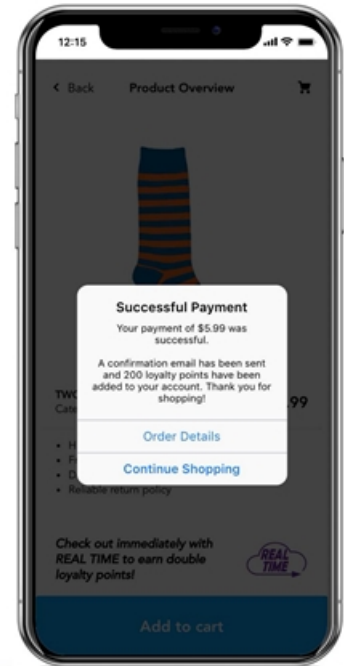 12:15
Back Product Overview
Successful Payment
Your payment of $5.99 was
successful.
A confirmation email has been sent
and 200 loyalty points have been
added to your account. Thank you for
shopping!
.99
Order Details
Continue Shopping
Reliable return policy
Check out immediately with
REAL TIME to earn double
loyalty points!
REAL
TIME
Add to cart